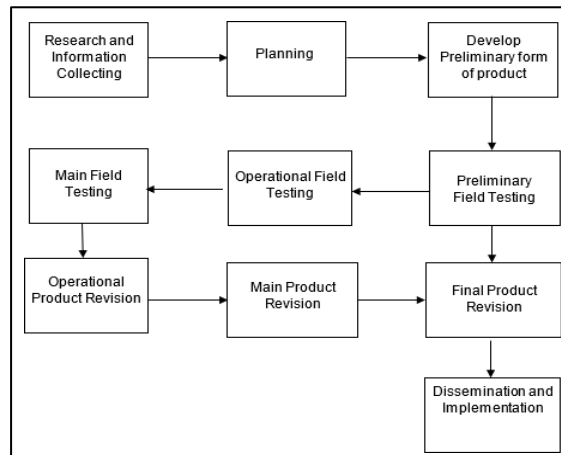 Research and
Information
Collecting
Planning
Develop
Preliminary form
of product
Main Field
Testing
Operational Field
Testing
Preliminary
Field Testing
Operational
Product Revision
Main Product
Revision
Final Product
Revision
Dissemination and
Implementation